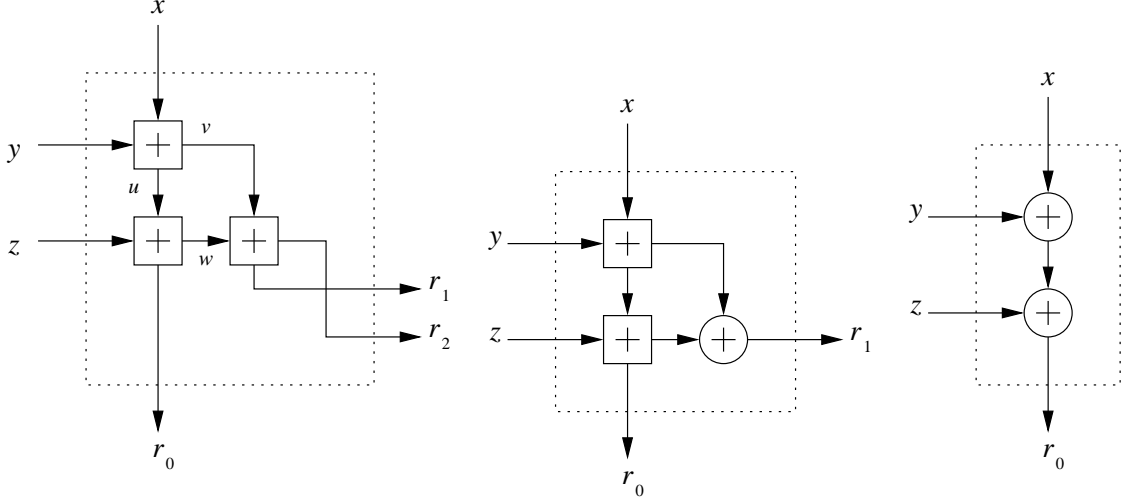 x
y
+
v
u
z
+
w
+
r₁
r₂
r₀
x
y
+
z
+
+
r₁
r₀
x
y
+
z
+
r₀